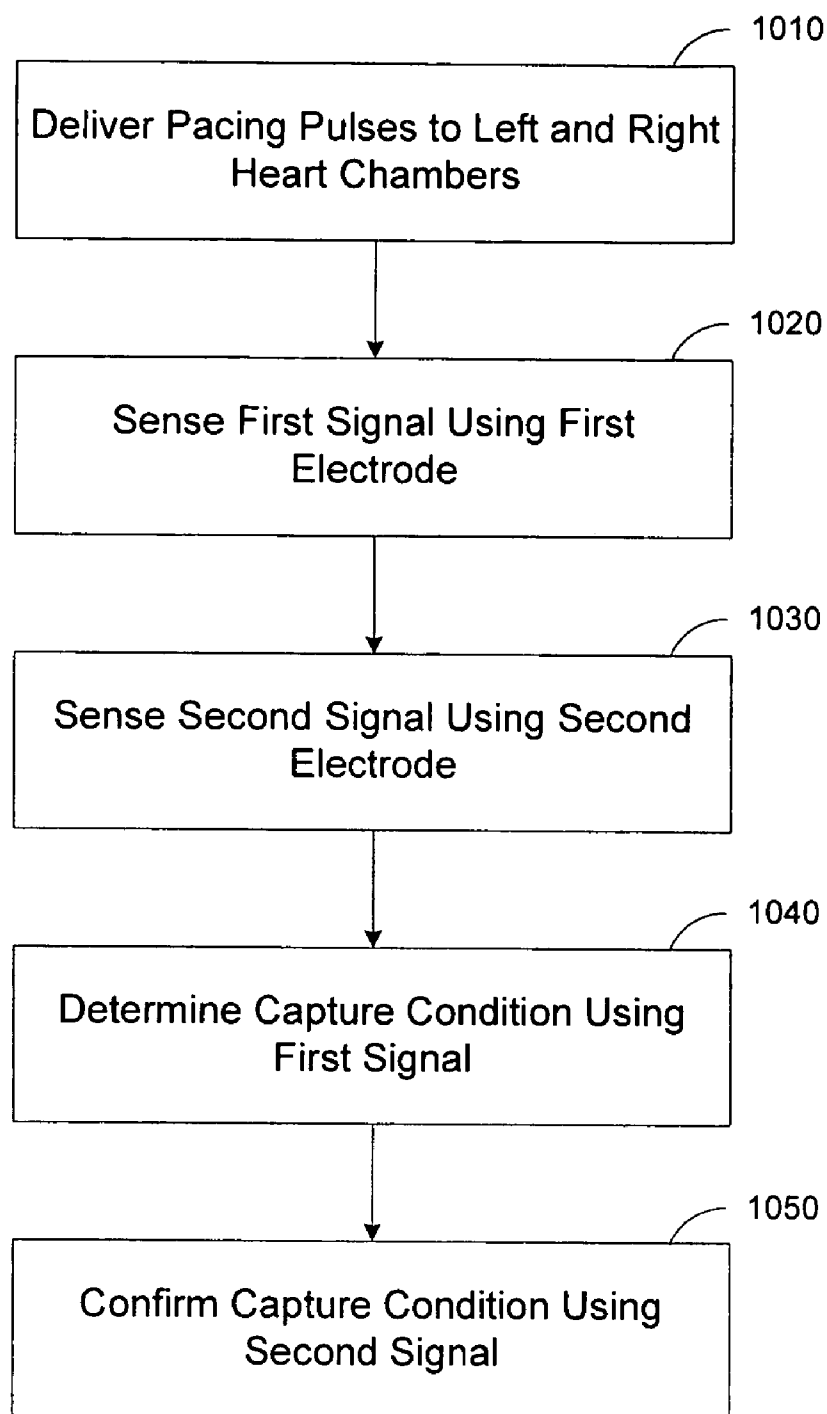 1010
Deliver Pacing Pulses to Left and Right
Heart Chambers
1020
Sense First Signal Using First
Electrode
1030
Sense Second Signal Using Second
Electrode
1040
Determine Capture Condition Using
First Signal
1050
Confirm Capture Condition Using
Second Signal